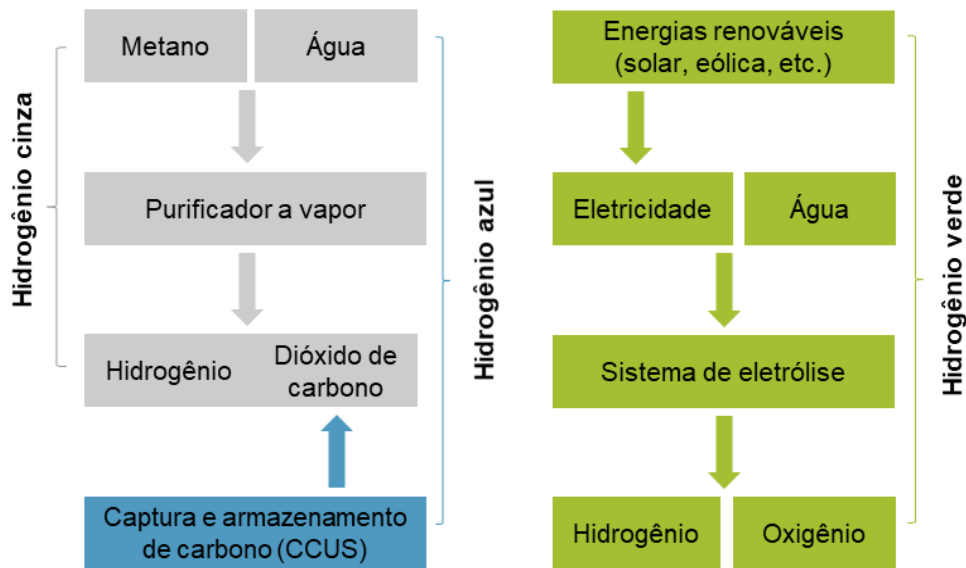 Hidrogênio cinza
Metano
Água
Purificador a vapor
Hidrogênio
Dióxido de
carbono
Captura e armazenamento
de carbono (CCUS)
Hidrogênio azul
Energias renováveis
(solar, eólica, etc.)
Eletricidade
Água
Sistema de eletrólise
Hidrogênio
Oxigênio
Hidrogênio verde